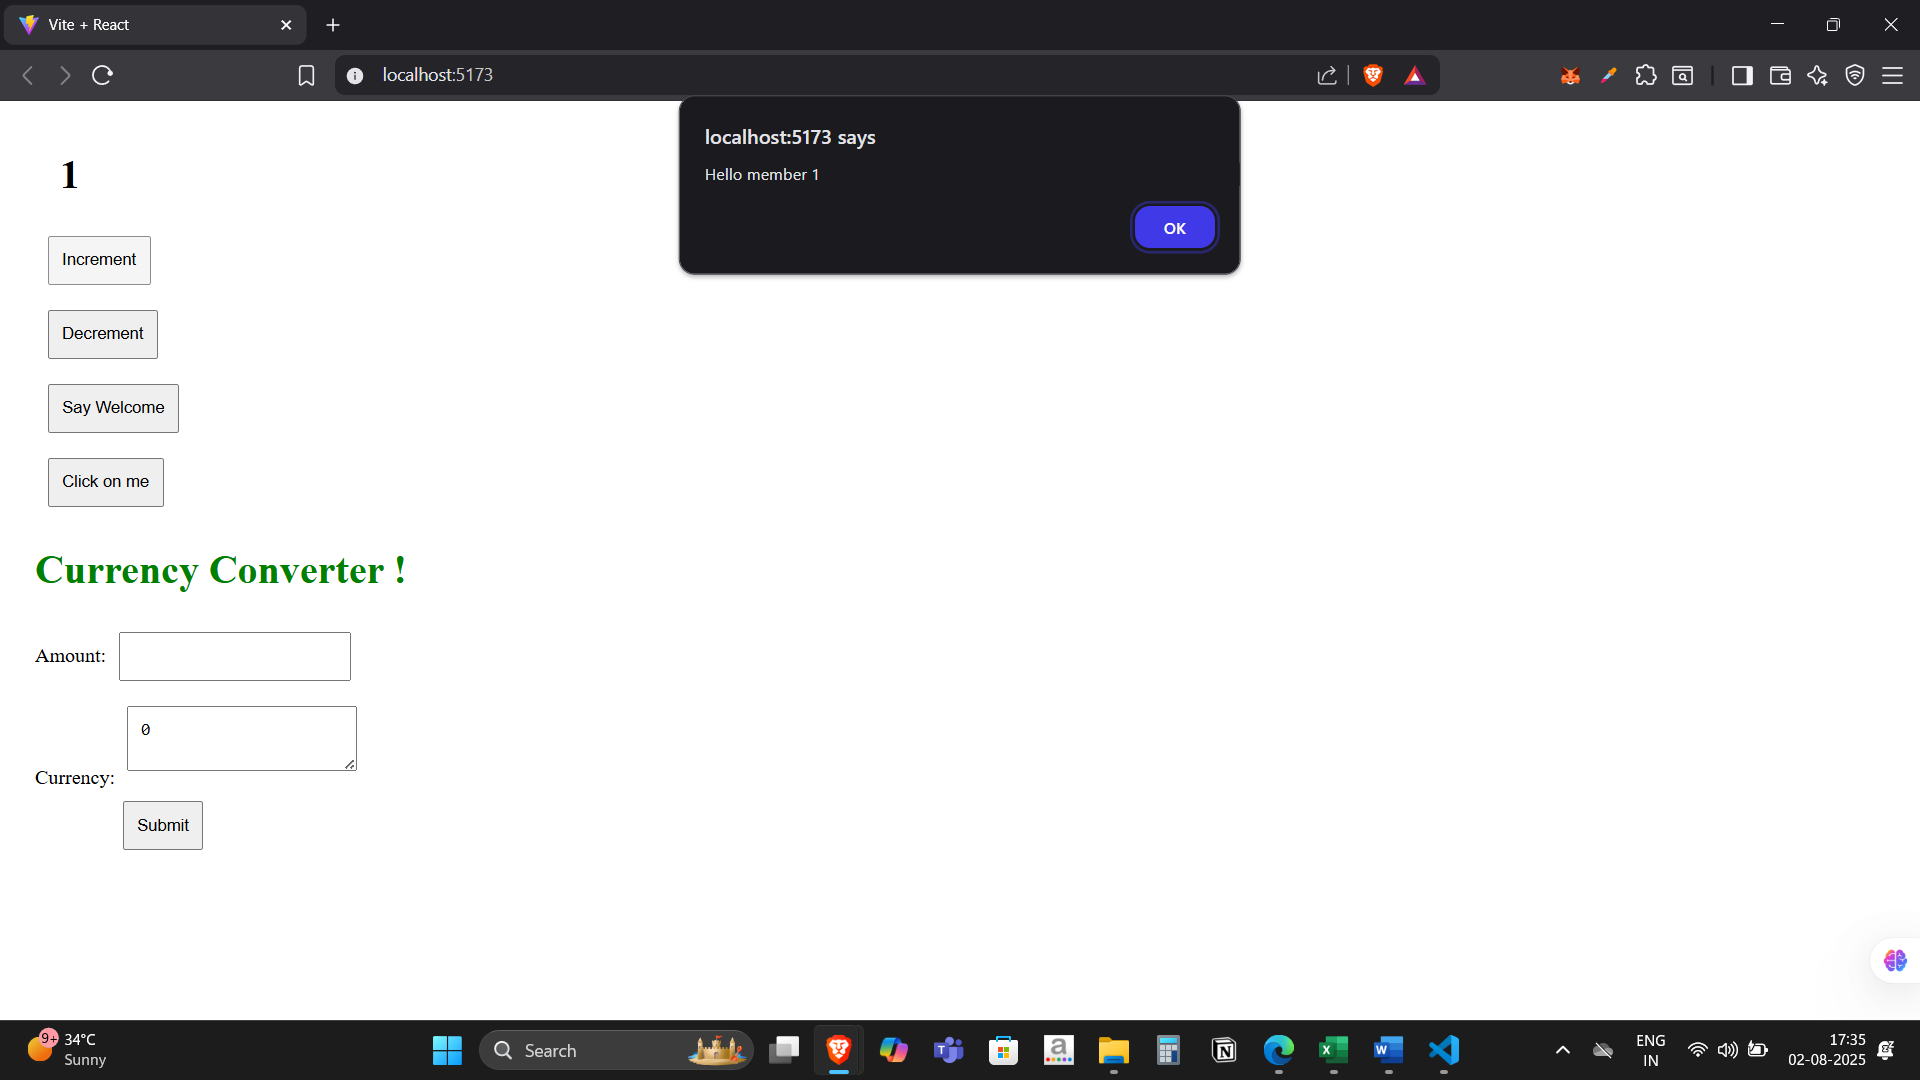 Vite + React
localhost:5173
localhost:5173 says
Hello member 1
OK
1
Increment
Decrement
Say Welcome
Click on me
Currency Converter !
Amount:
0
Currency:
Submit
9+
34°C
Sunny
Search
ENG
IN
17:35
02-08-2025